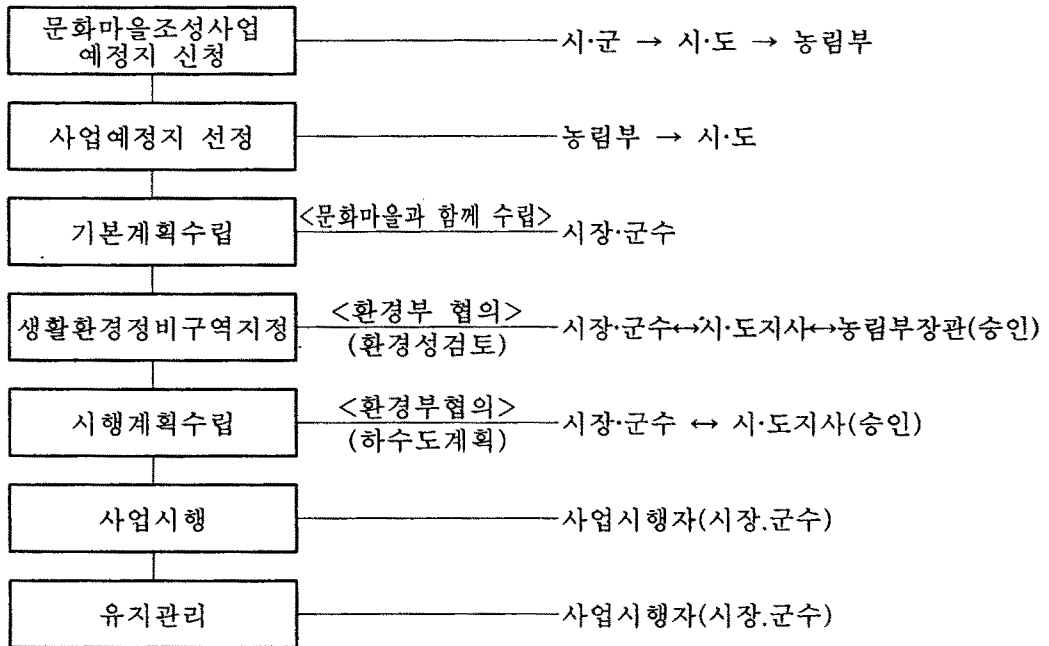 문화마을조성사업
예정지 신청
시·군 → 시·도 → 농림부
사업예정지 선정
농림부 → 시·도
기본계획수립
<문화마을과 함께 수립>
시장·군수
생활환경정비구역지정
<환경부 협의>
(환경성검토)
시장·군수↔시·도지사↔농림부장관(승인)
시행계획수립
<환경부협의>
(하수도계획)
시장·군수 ↔ 시·도지사(승인)
사업시행
사업시행자(시장.군수)
유지관리
사업시행자(시장.군수)